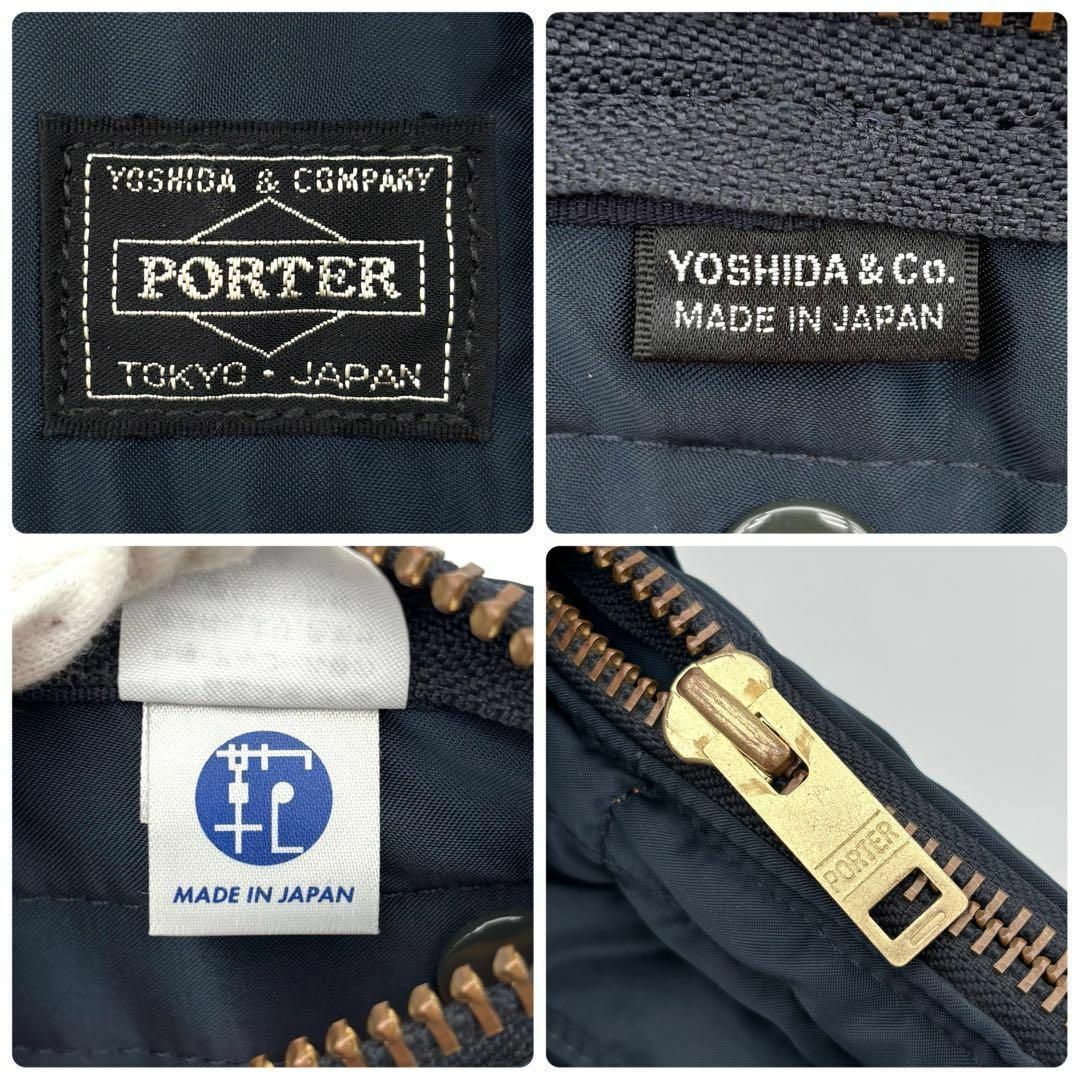 YOSHIDA & COMPANY
PORTER
TOKYO・JAPAN
YOSHIDA & Co.
MADE IN JAPAN
MADE IN JAPAN
PORTER